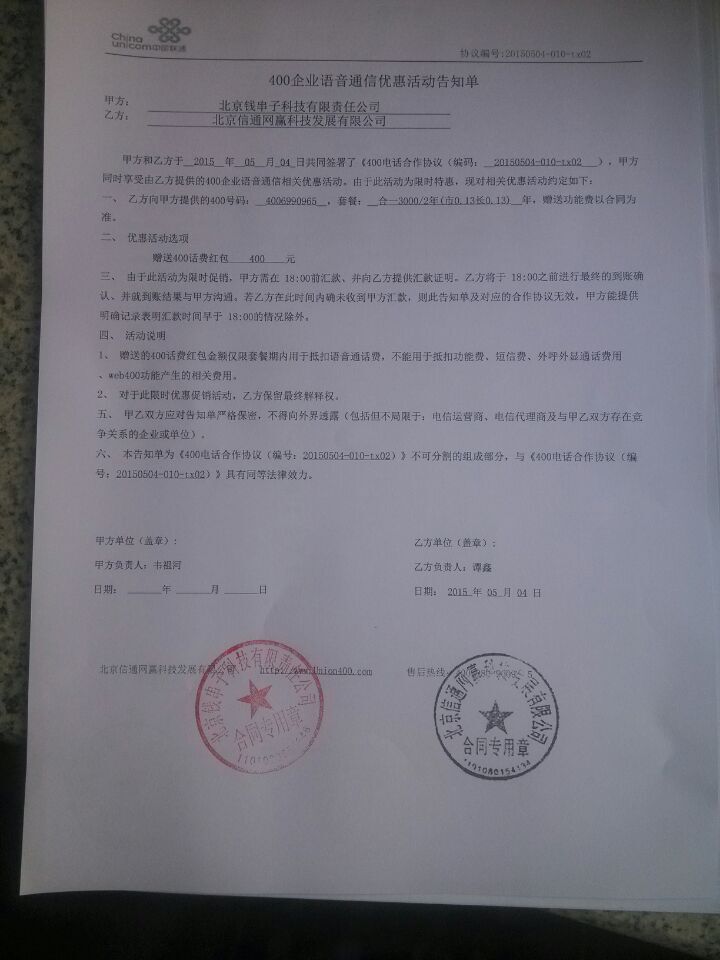 China
unicom中国联通
协议编号:20150504-010-tx02
400企业语音通信优惠活动告知单
甲方： 北京钱串子科技有限责任公司
乙方： 北京信通网赢科技发展有限公司
甲方和乙方于 2015 年 05 月 04 日共同签署了《400电话合作协议（编码： 20150504-010-tx02 ），甲方
同时享受由乙方提供的400企业语音通信相关优惠活动。由于此活动为限时特惠，现对相关优惠活动约定如下：
一、 乙方向甲方提供的400号码： 4006990965 ，套餐： 合一3000/2年(市0.13长0.13) 年，赠送功能费以合同为
准。
二、 优惠活动选项
赠送400话费红包 400 元
三、 由于此活动为限时促销，甲方需在 18:00前汇款、并向乙方提供汇款证明。乙方将于 18:00之前进行最终的到账确
认、并就到账结果与甲方沟通。若乙方在此时间内确未收到甲方汇款，则此告知单及对应的合作协议无效，甲方能提供
明确记录表明汇款时间早于 18:00的情况除外。
四、 活动说明
1、 赠送的400话费红包金额仅限套餐期内用于抵扣语音通话费，不能用于抵扣功能费、短信费、外呼外显通话费用
、web400功能产生的相关费用。
2、 对于此限时优惠促销活动，乙方保留最终解释权。
五、 甲乙双方应对告知单严格保密，不得向外界透露（包括但不局限于：电信运营商、电信代理商及与甲乙双方存在竞
争关系的企业或单位）。
六、 本告知单为《400电话合作协议（编号：20150504-010-tx02）》不可分割的组成部分，与《400电话合作协议（编
号：20150504-010-tx02）》具有同等法律效力。
甲方单位（盖章）： 乙方单位（盖章）：
甲方负责人：韦祖河 乙方负责人：谭鑫
日期： 年 月 日 日期： 2015 年 05 月 04 日
北京信通网赢科技发展有限公司 http://www.Union400.com 售后热线：
北京钱串子科技有限责任公司
合同专用章
北京信通网赢科技发展有限公司
合同专用章